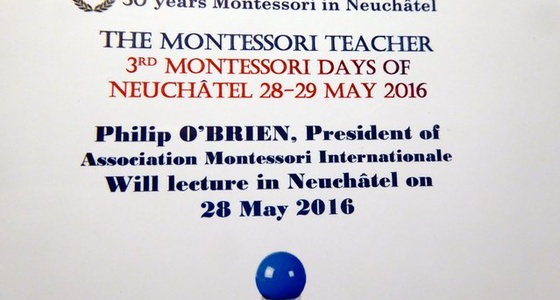 50 years Montessori in Neuchâtel
THE MONTESSORI TEACHER
3RD MONTESSORI DAYS OF
NEUCHÂTEL 28-29 MAY 2016
Philip O'BRIEN, President of
Association Montessori Internationale
Will lecture in Neuchâtel on
28 May 2016